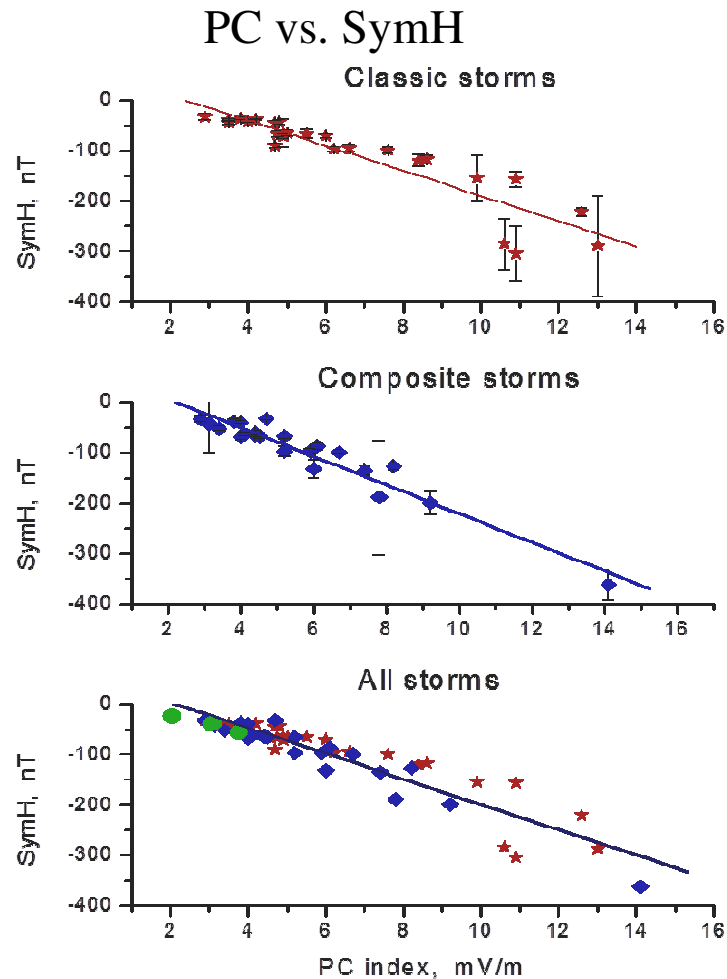 PC vs. SymH
Classic storms
0
-100
-200
-300
-400
SymH, nT
2 4 6 8 10 12 14 16
Composite storms
0
-100
-200
-300
-400
SymH, nT
2 4 6 8 10 12 14 16
All storms
0
-100
-200
-300
-400
SymH, nT
2 4 6 8 10 12 14 16
PC index, mV/m